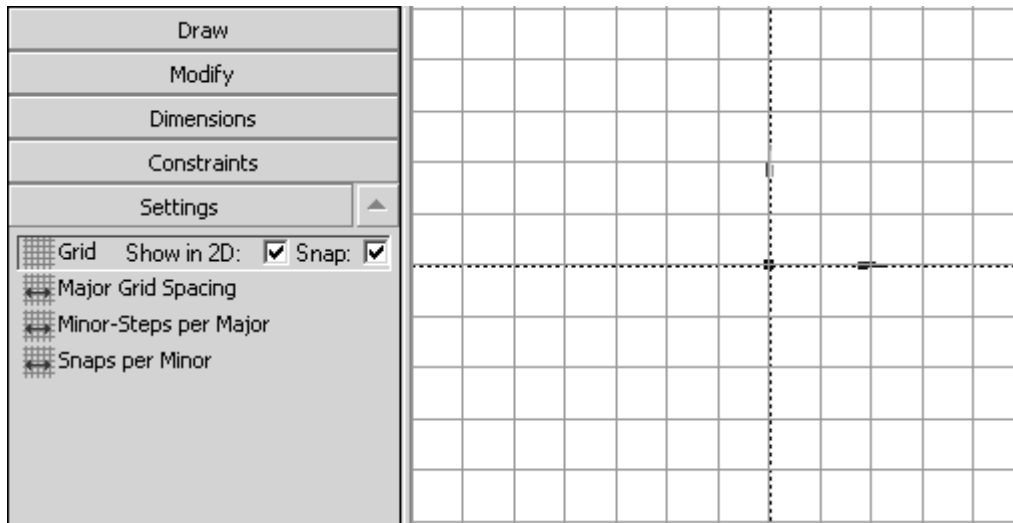 Draw
Modify
Dimensions
Constraints
Settings
Grid Show in 2D: Snap:
Major Grid Spacing
Minor-Steps per Major
Snaps per Minor